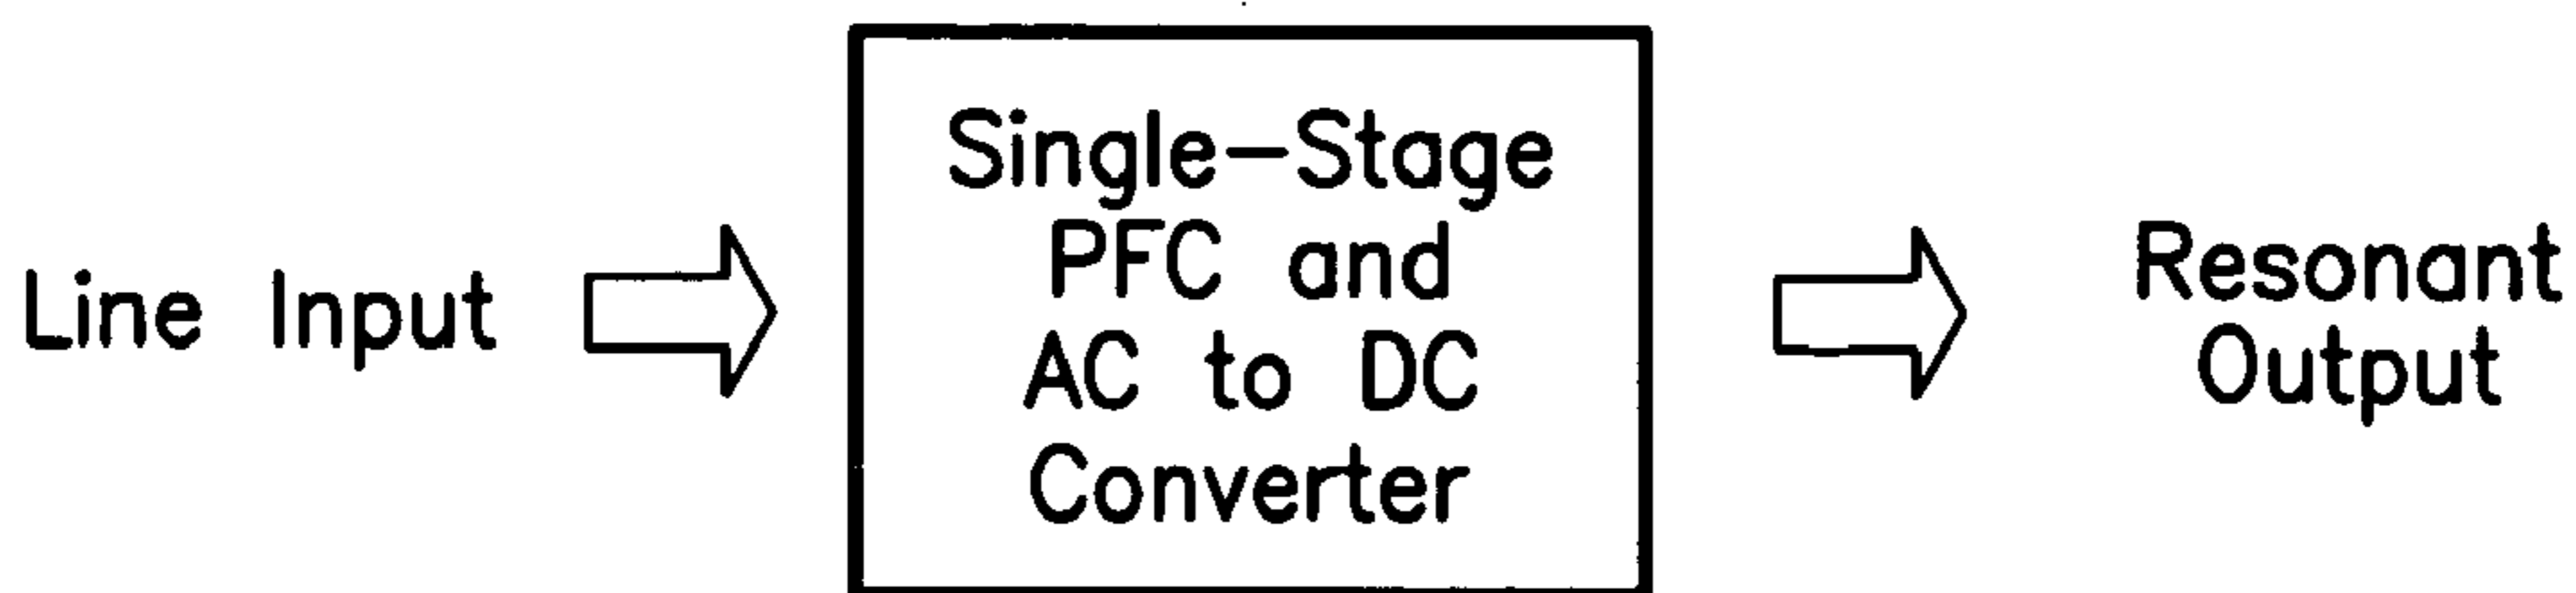 Line Input
Single-Stage
PFC and
AC to DC
Converter
Resonant
Output